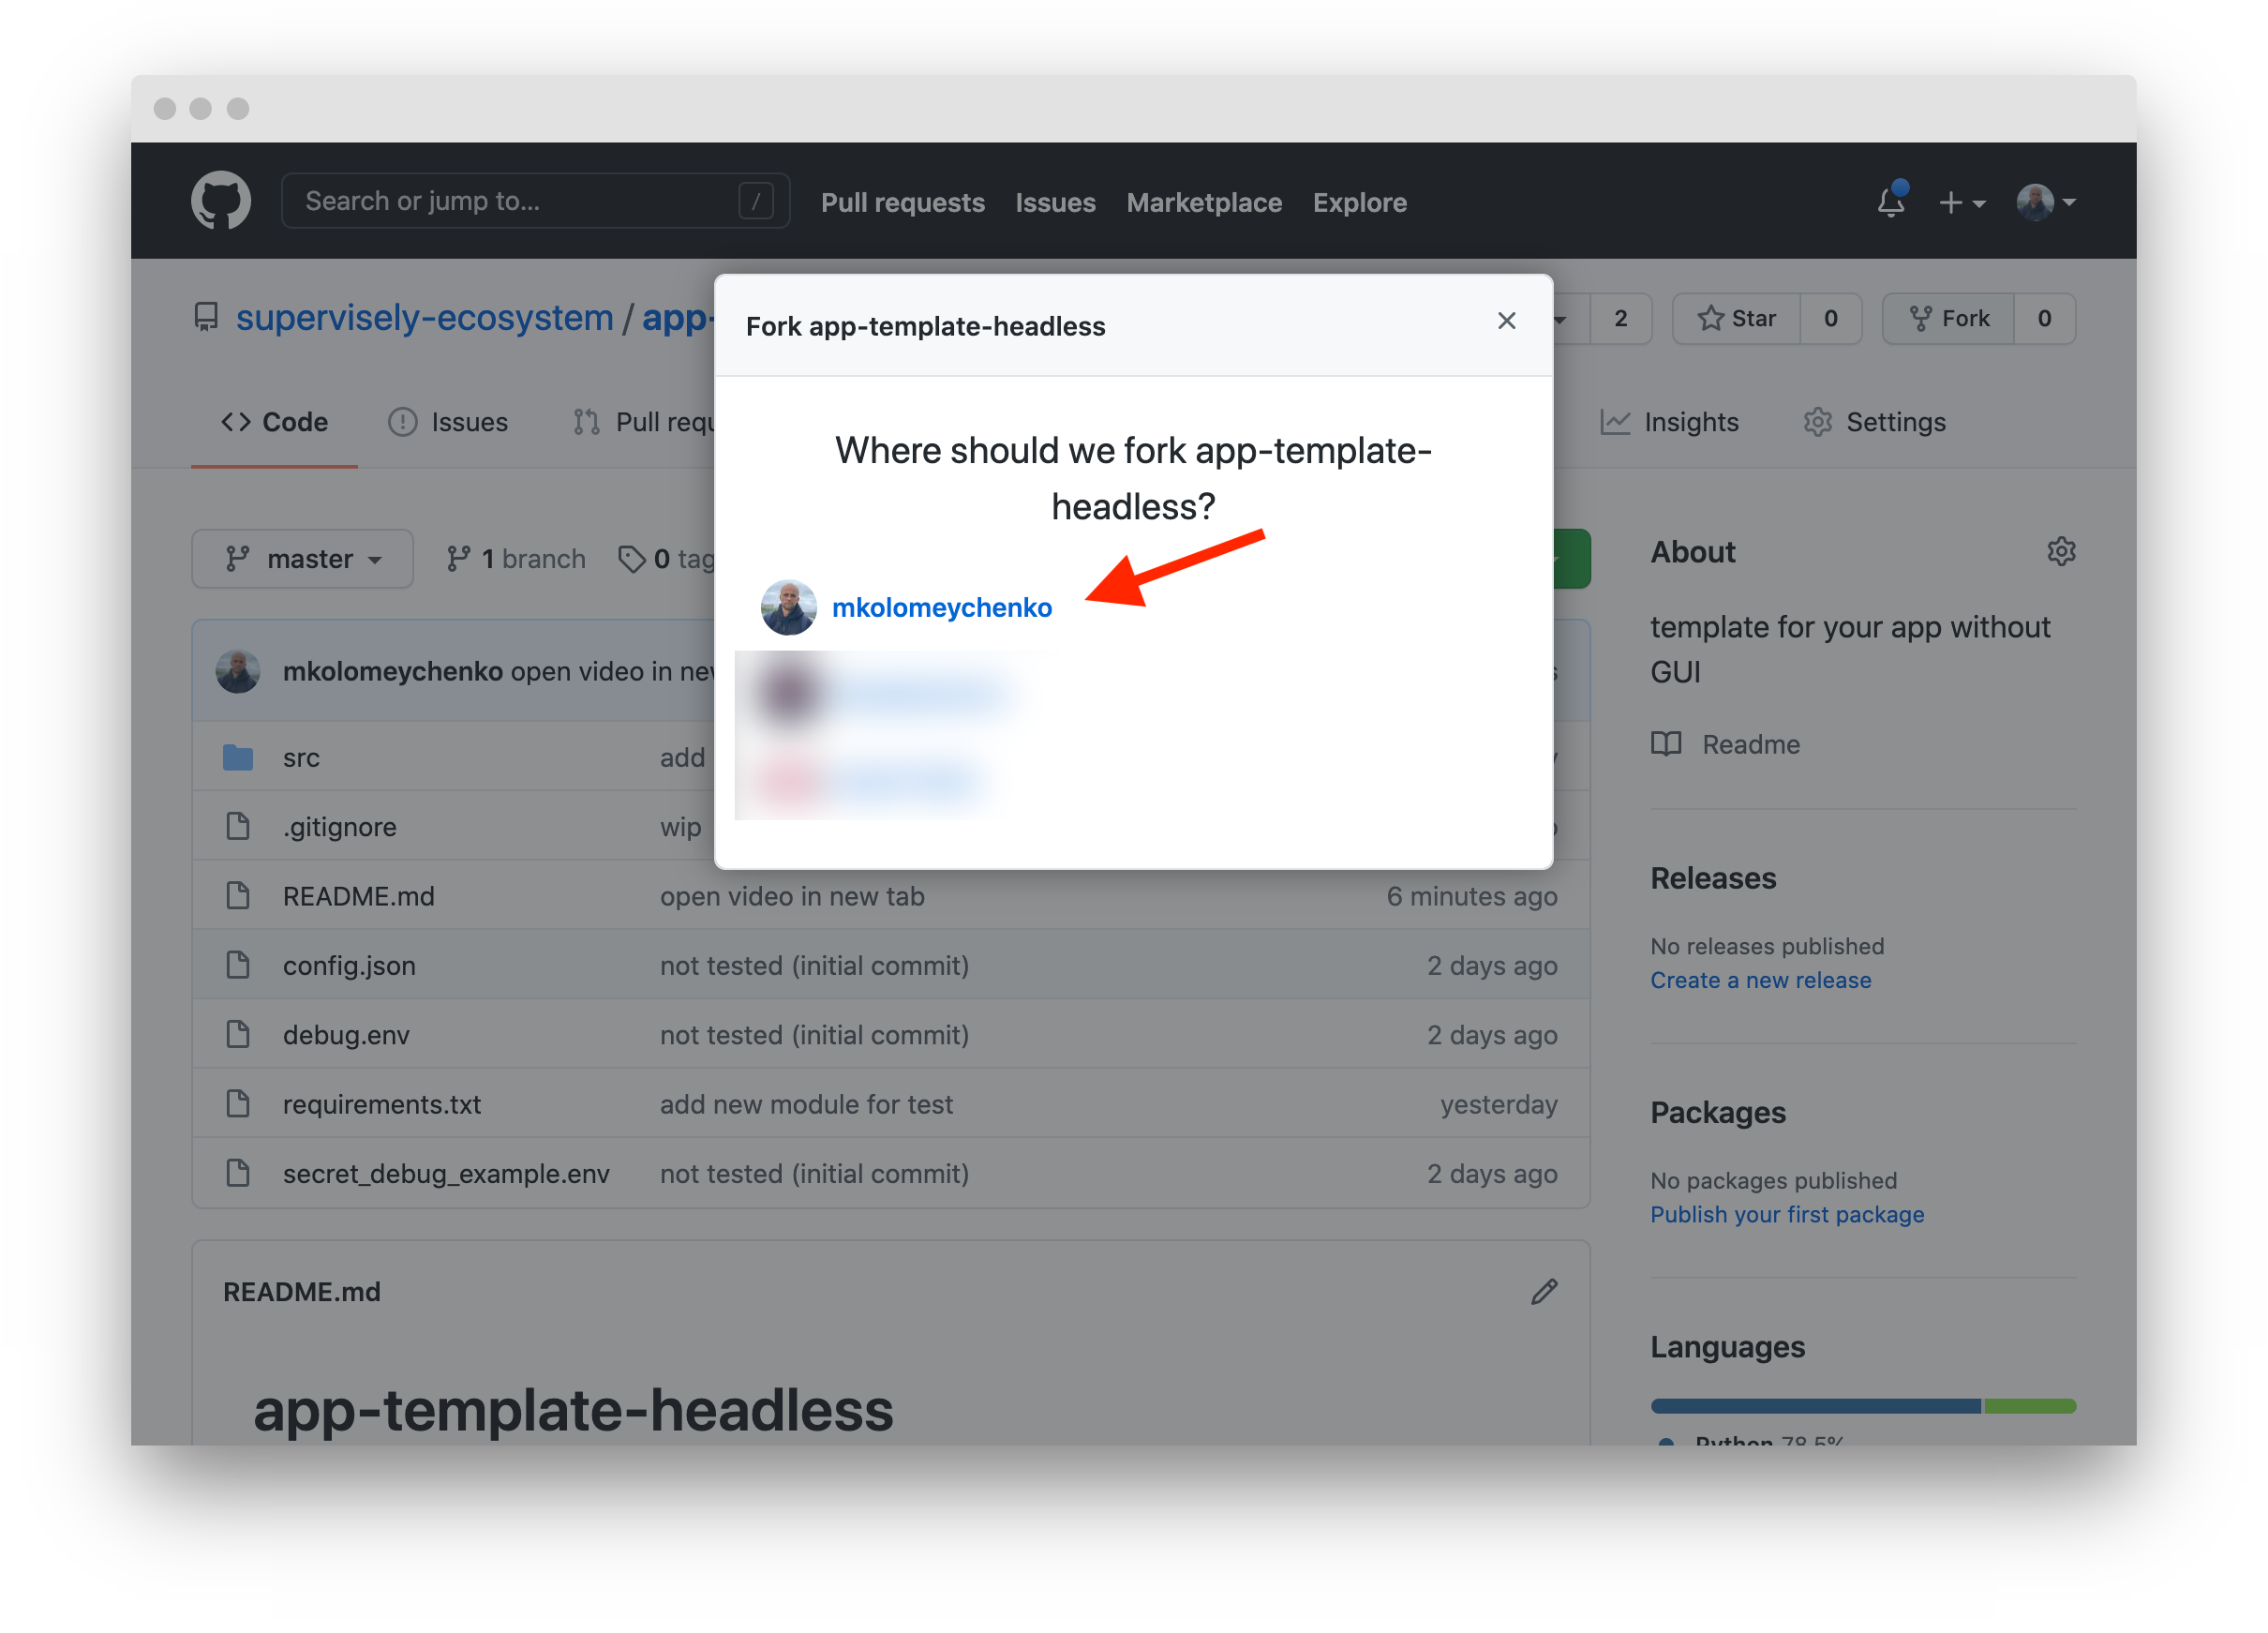 Search or jump to...
/
Pull requests
Issues
Marketplace
Explore
supervisely-ecosystem / app-
2
Star
0
Fork
0
Fork app-template-headless
Where should we fork app-template-
headless?
mkolomeychenko
Code
Issues
Pull requ
Insights
Settings
master
1 branch
0 tag
mkolomeychenko open video in new
src
add
.gitignore
wip
README.md
open video in new tab
6 minutes ago
config.json
not tested (initial commit)
2 days ago
debug.env
not tested (initial commit)
2 days ago
requirements.txt
add new module for test
yesterday
secret_debug_example.env
not tested (initial commit)
2 days ago
README.md
app-template-headless
About
template for your app without
GUI
Readme
Releases
No releases published
Create a new release
Packages
No packages published
Publish your first package
Languages
Python 78.5%